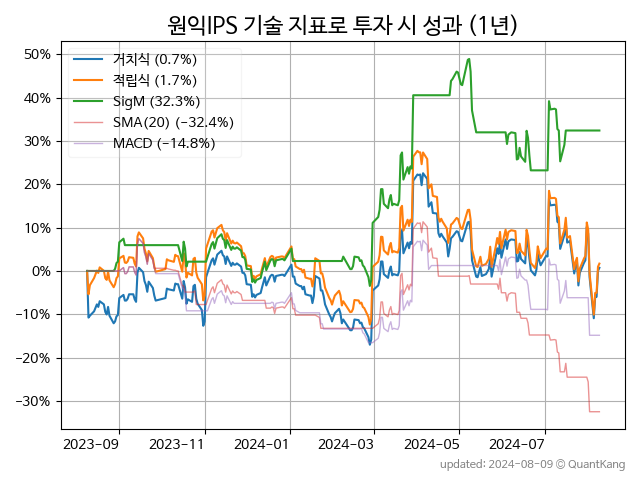 원익IPS 기술 지표로 투자 시 성과 (1년)
50%
40%
30%
20%
10%
0%
−10%
−20%
−30%
거치식 (0.7%)
적립식 (1.7%)
SigM (32.3%)
SMA(20) (−32.4%)
MACD (−14.8%)
2023-09 2023-11 2024-01 2024-03 2024-05 2024-07
updated: 2024-08-09 © QuantKang